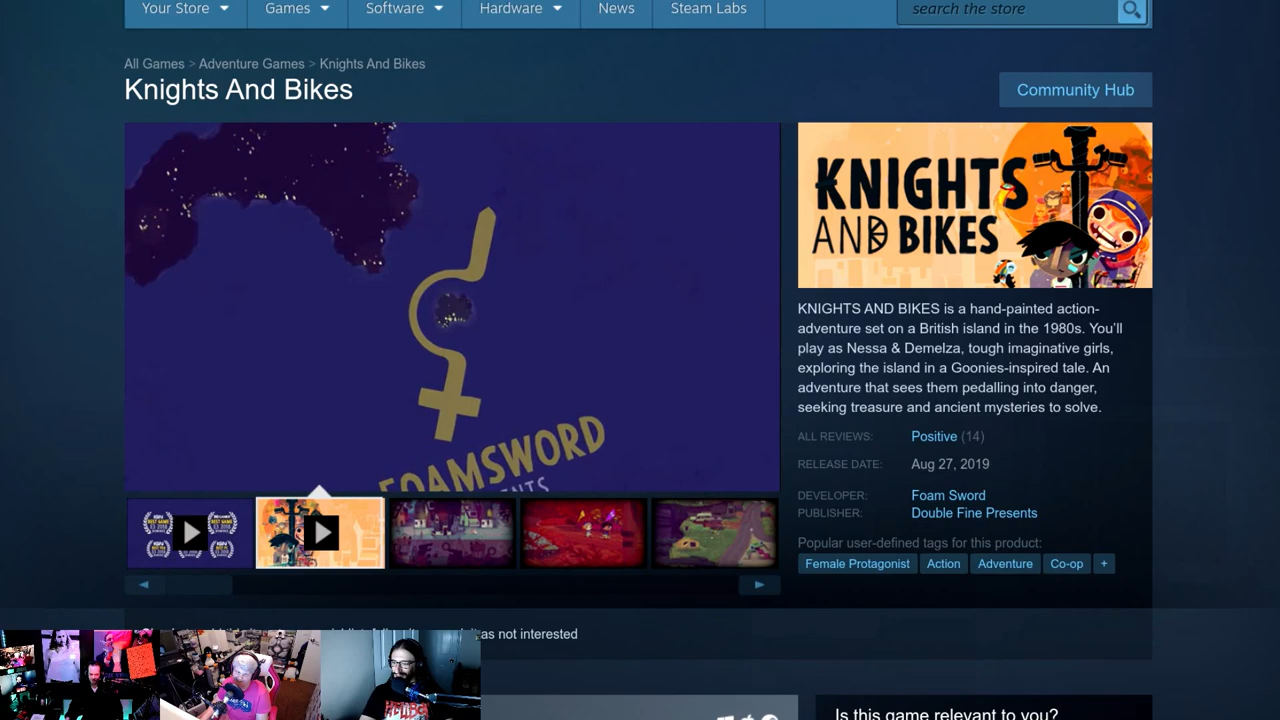 Your Store Games Software Hardware News Steam Labs search the store
All Games > Adventure Games > Knights And Bikes
Knights And Bikes
Community Hub
FOAMSWORD
KNIGHTS
AND BIKES
KNIGHTS AND BIKES is a hand-painted action-
adventure set on a British island in the 1980s. You'll
play as Nessa & Demelza, tough imaginative girls,
exploring the island in a Goonies-inspired tale. An
adventure that sees them pedalling into danger,
seeking treasure and ancient mysteries to solve.
ALL REVIEWS: Positive (14)
RELEASE DATE: Aug 27, 2019
DEVELOPER: Foam Sword
PUBLISHER: Double Fine Presents
Popular user-defined tags for this product:
Female Protagonist Action Adventure Co-op +
as not interested
Is this game relevant to you?